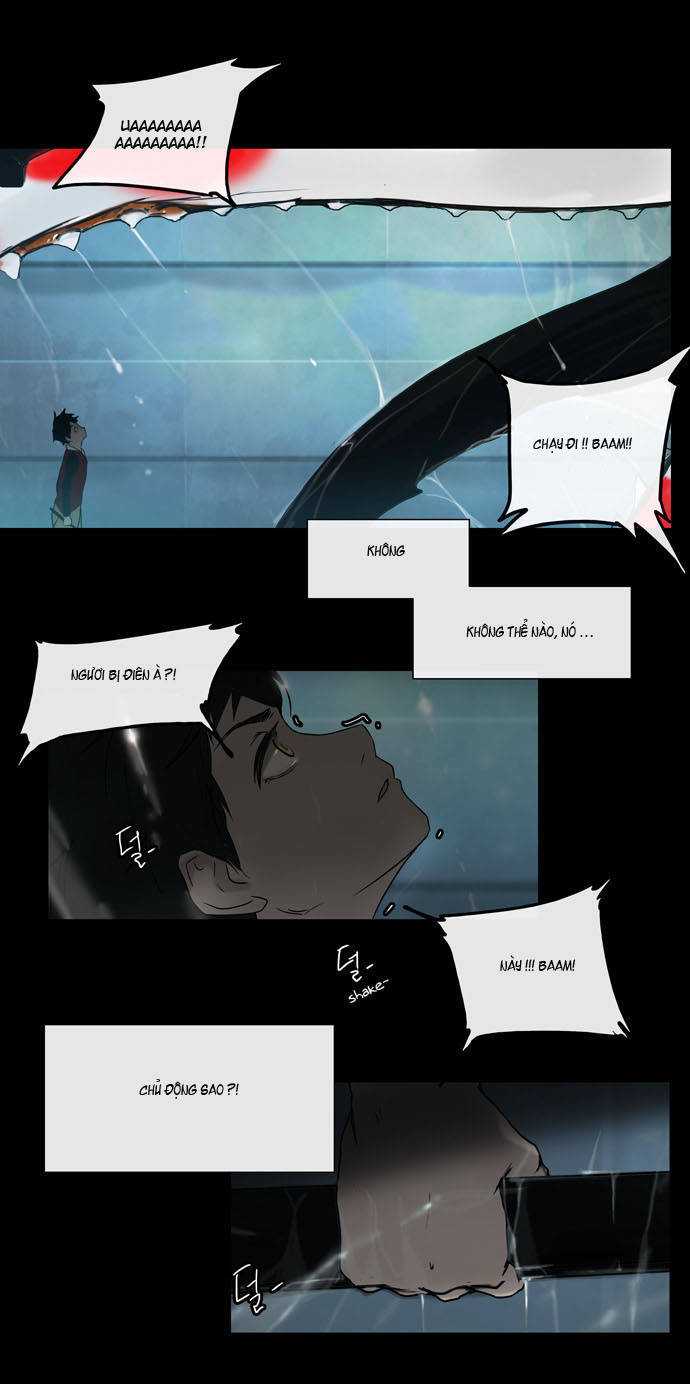 UAAAAAAAA
AAAAAAAAA!!
CHẠY ĐI !! BAAM!!
KHÔNG
KHÔNG THỂ NÀO, NÓ ...
NGƯƠI BỊ ĐIÊN À ?!
덜-
NÀY !!! BAAM!
덜-
shake-
CHỦ ĐỘNG SAO ?!
덜-